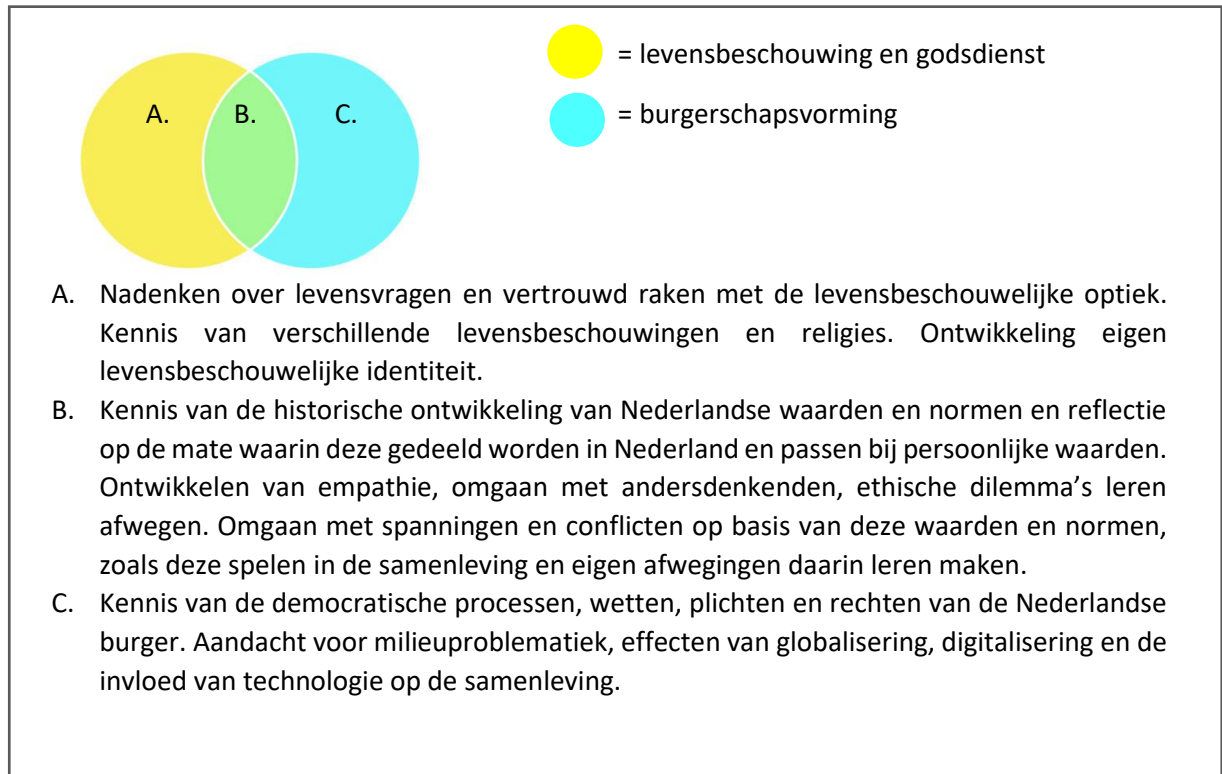 A. B. C.
= levensbeschouwing en godsdienst
= burgerschapsvorming
A. Nadenken over levensvragen en vertrouwd raken met de levensbeschouwelijke optiek.
Kennis van verschillende levensbeschouwingen en religies. Ontwikkeling eigen
levensbeschouwelijke identiteit.
B. Kennis van de historische ontwikkeling van Nederlandse waarden en normen en reflectie
op de mate waarin deze gedeeld worden in Nederland en passen bij persoonlijke waarden.
Ontwikkelen van empathie, omgaan met andersdenkenden, ethische dilemma’s leren
afwegen. Omgaan met spanningen en conflicten op basis van deze waarden en normen,
zoals deze spelen in de samenleving en eigen afwegingen daarin leren maken.
C. Kennis van de democratische processen, wetten, plichten en rechten van de Nederlandse
burger. Aandacht voor milieuproblematiek, effecten van globalisering, digitalisering en de
invloed van technologie op de samenleving.